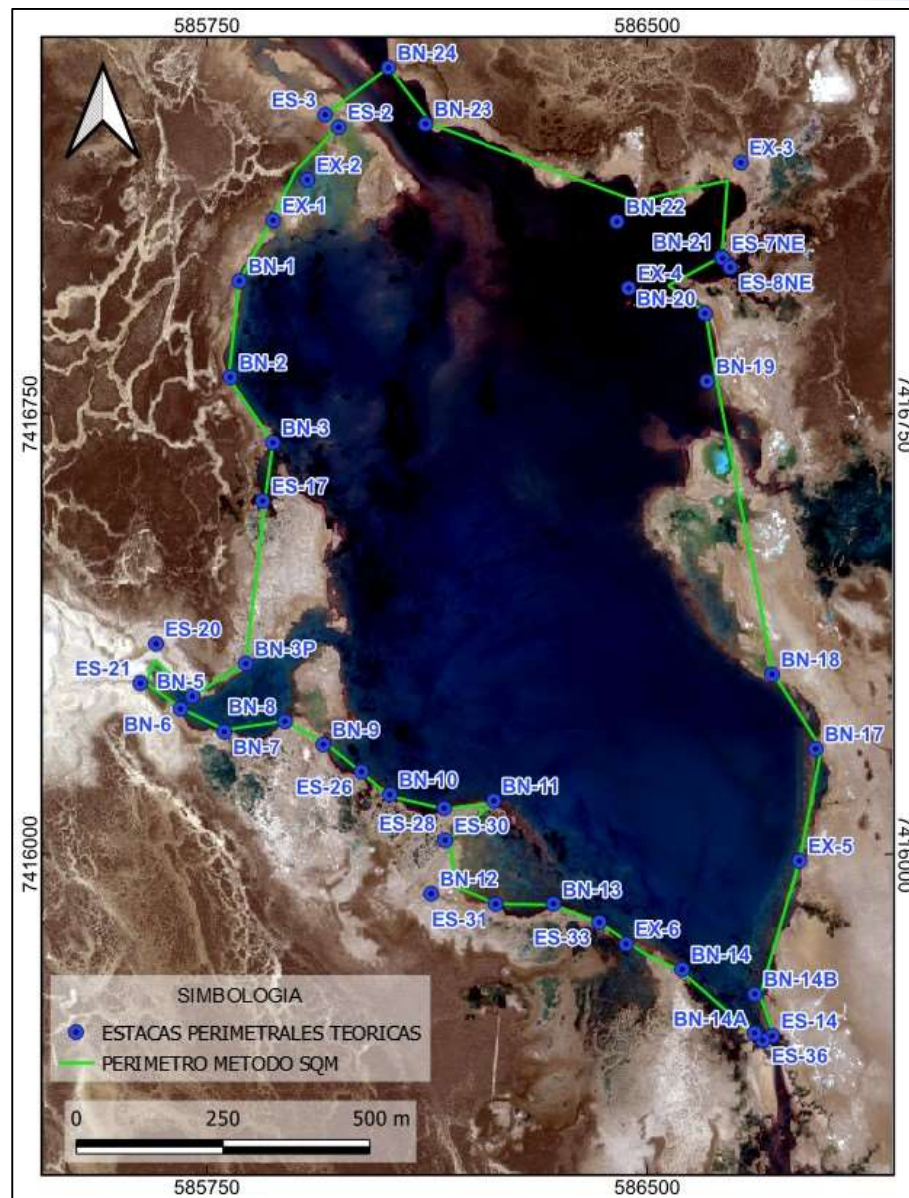 585750
586500
BN-24
ES-3
ES-2
BN-23
EX-3
EX-2
EX-1
BN-22
BN-21
ES-7NE
BN-1
EX-4
ES-8NE
BN-20
BN-2
BN-19
7416750
7416750
BN-3
ES-17
ES-20
BN-3P
ES-21
BN-5
BN-18
BN-6
BN-8
BN-7
BN-9
BN-17
ES-26
BN-10
BN-11
ES-28
ES-30
7416000
7416000
EX-5
BN-12
BN-13
ES-31
ES-33
EX-6
BN-14
BN-14B
BN-14A
ES-14
ES-36
SIMBOLOGIA
ESTACAS PERIMETRALES TEORICAS
PERIMETRO METODO SQM
0 250 500 m
585750
586500